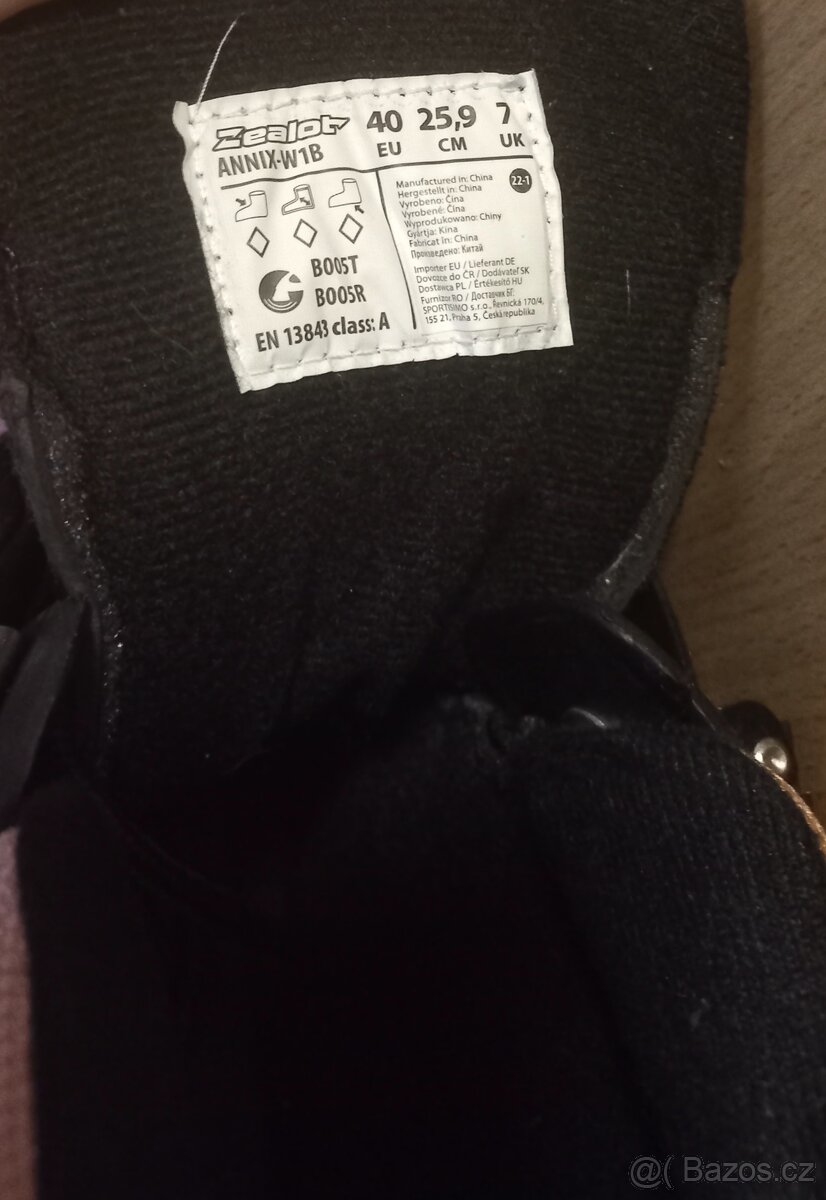 Zealot
ANNIX-W1B
40 25,9 7
EU CM UK
22-1
Manufactured in: China
Hergestellt in: China
Vyrobeno: Čína
Vyrobené: Čína
Wyprodukowano: Chiny
Gyártja: Kína
Fabricat In: China
Произведено: Китай
Importer EU / Lieferant DE
Dovozce do ČR / Dodávateľ SK
Dostawca PL / Értékesítő HU
Furnizor RO / Доставчик БГ:
SPORTISIMO s.r.o., Řevnická 170/4,
155 21, Praha 5, Česká republika
B005T
B005R
EN 13843 class: A
@( Bazos.cz